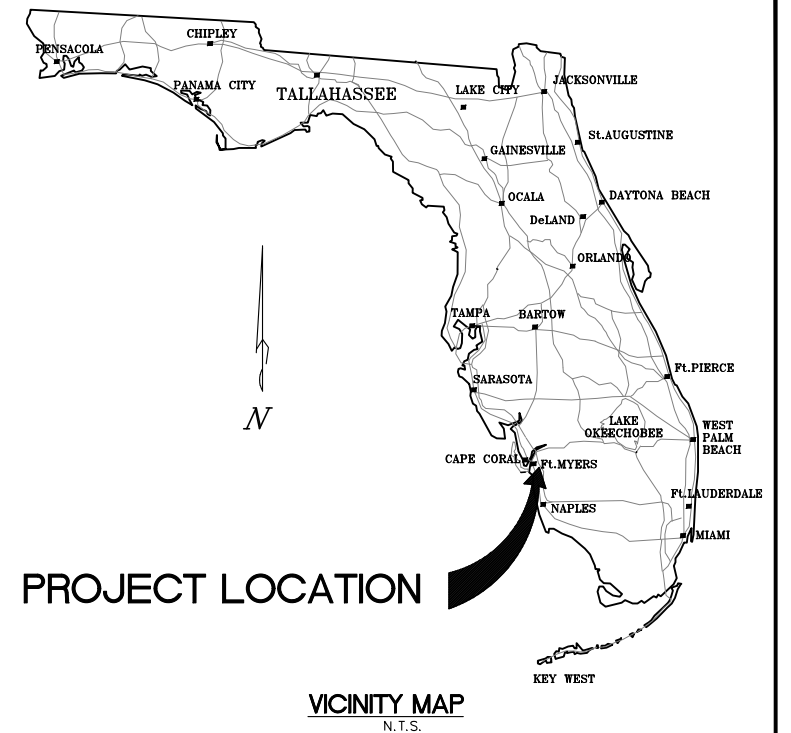 CHIPLEY
PENSACOLA
PANAMA CITY
TALLAHASSEE
LAKE CITY
JACKSONVILLE
St.AUGUSTINE
GAINESVILLE
OCALA
DAYTONA BEACH
DeLAND
ORLANDO
TAMPA
BARTOW
Ft.PIERCE
SARASOTA
LAKE
OKEECHOBEE
WEST
PALM
BEACH
CAPE CORAL
Ft.MYERS
Ft.LAUDERDALE
NAPLES
MIAMI
N
PROJECT LOCATION
KEY WEST
VICINITY MAP
N.T.S.